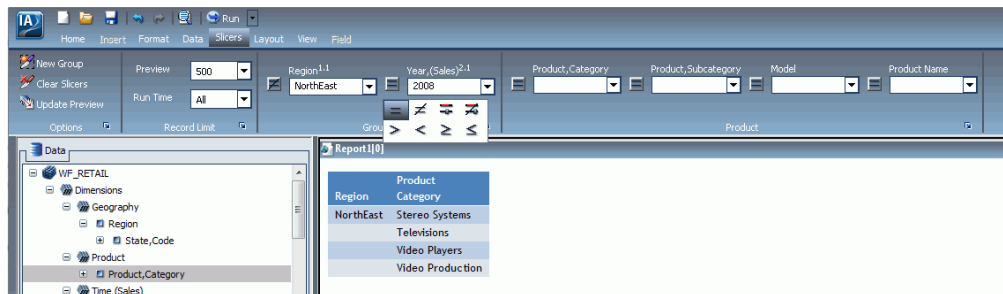 IA Run
Home Insert Format Data Slicers Layout View Field
New Group
Clear Slicers
Update Preview
Options
Preview 500
Run Time All
Record Limit
Region1.1 Year,(Sales)2.1
≠ NorthEast = 2008
= ≠
> < ≥ ≤
Grou
Product,Category Product,Subcategory Model Product Name
= = = =
Product
Data
WF_RETAIL
Dimensions
Geography
Region
State,Code
Product
Product,Category
Time (Sales)
Report1[0]
Product
Region Category
NorthEast Stereo Systems
Televisions
Video Players
Video Production